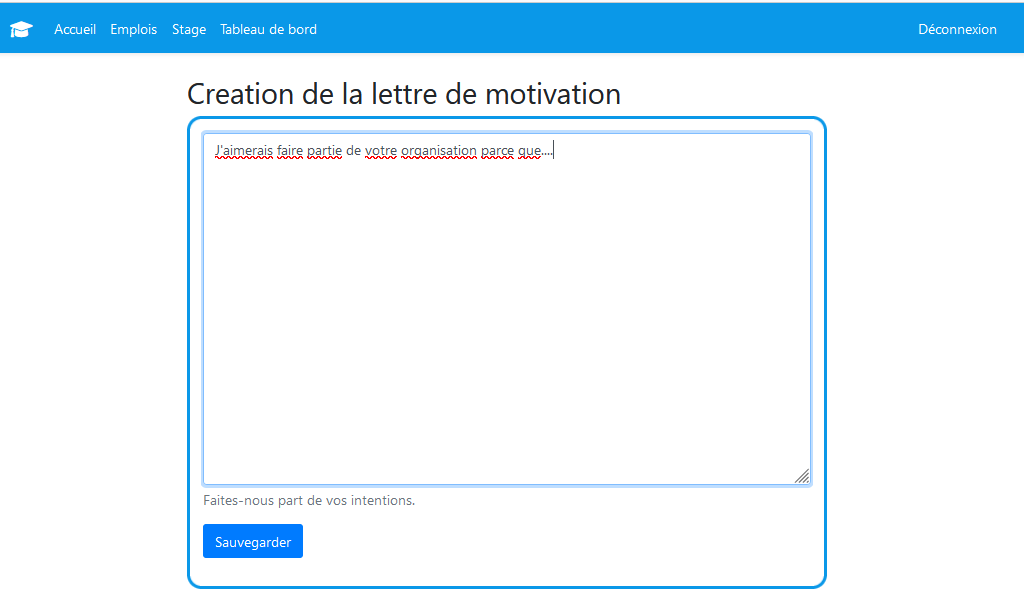 Accueil Emplois Stage Tableau de bord Déconnexion
Creation de la lettre de motivation
J'aimerais faire partie de votre organisation parce que....
Faites-nous part de vos intentions.
Sauvegarder